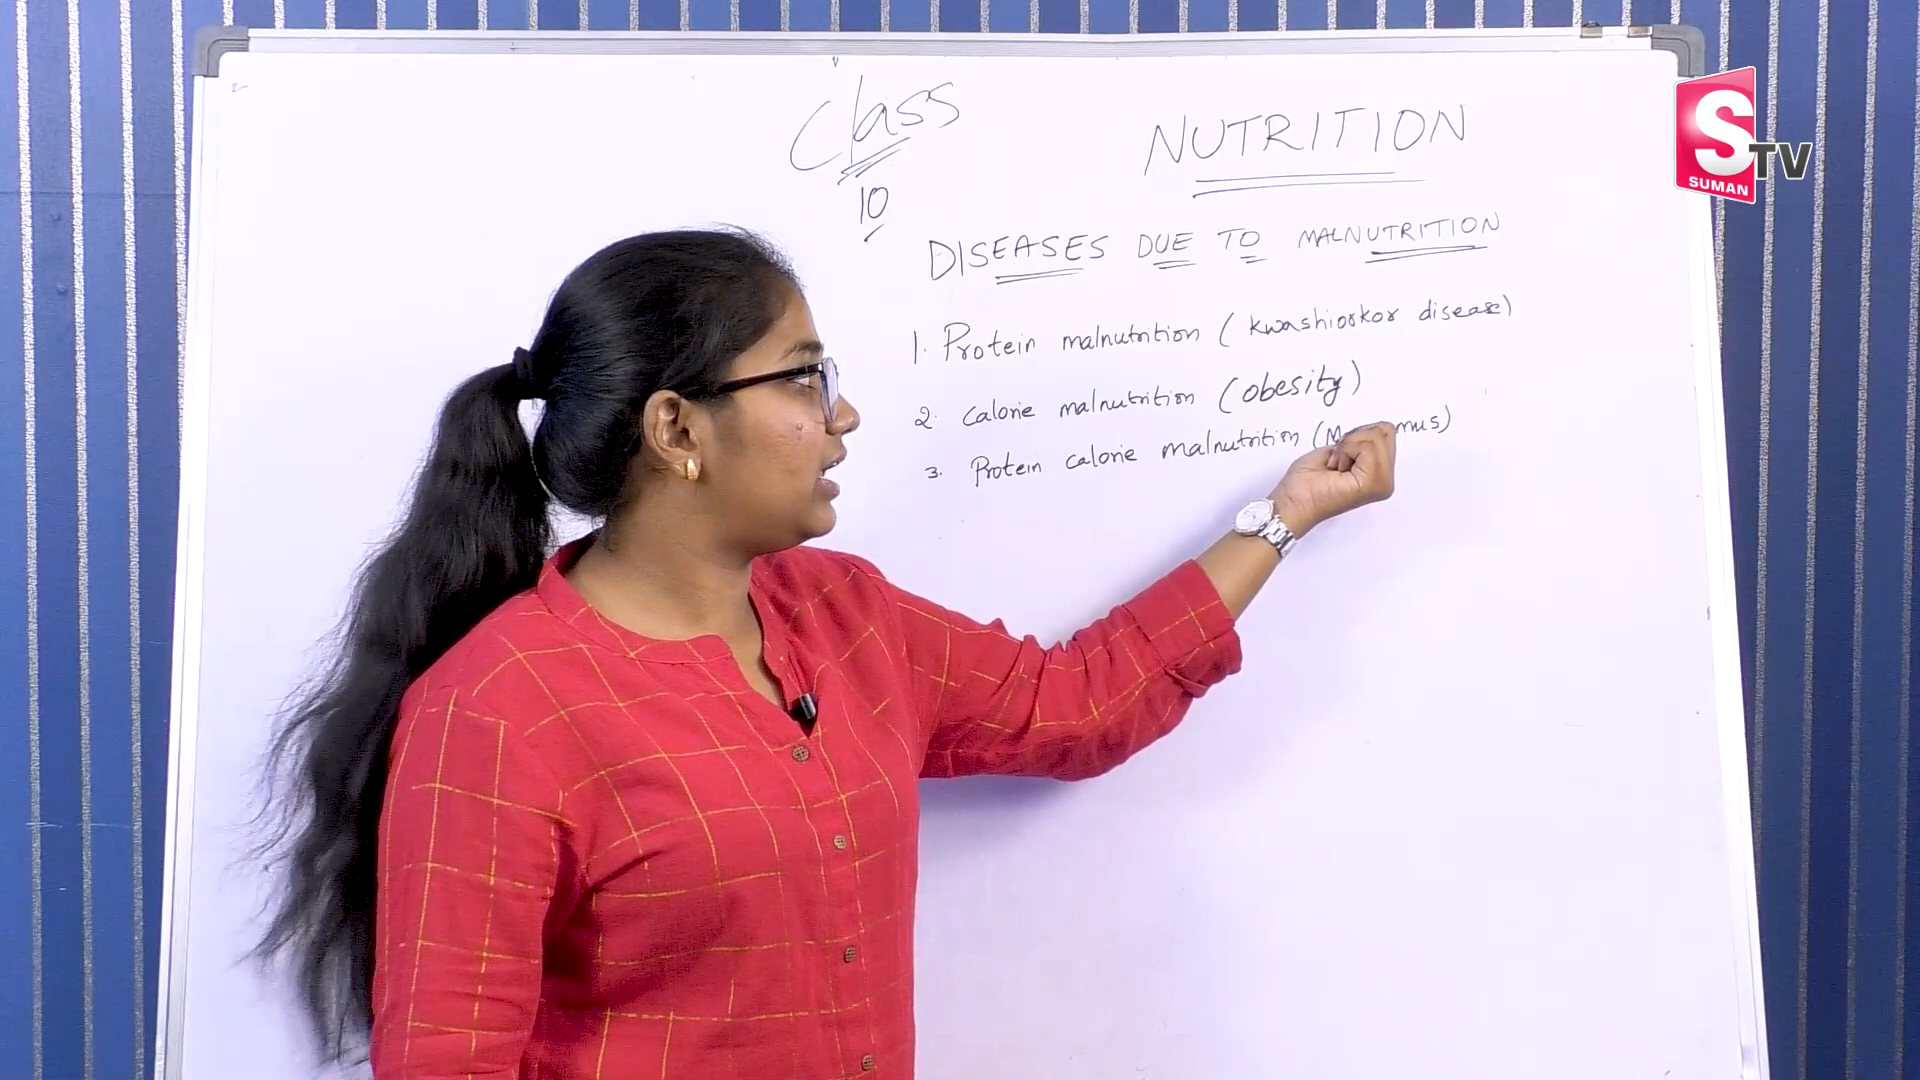 Class
10
NUTRITION
DISEASES DUE TO MALNUTRITION
1. Protein malnutrition (kwashiorkor disease)
2. calorie malnutrition (obesity)
3. Protein calorie malnutrition
S
TV
SUMAN